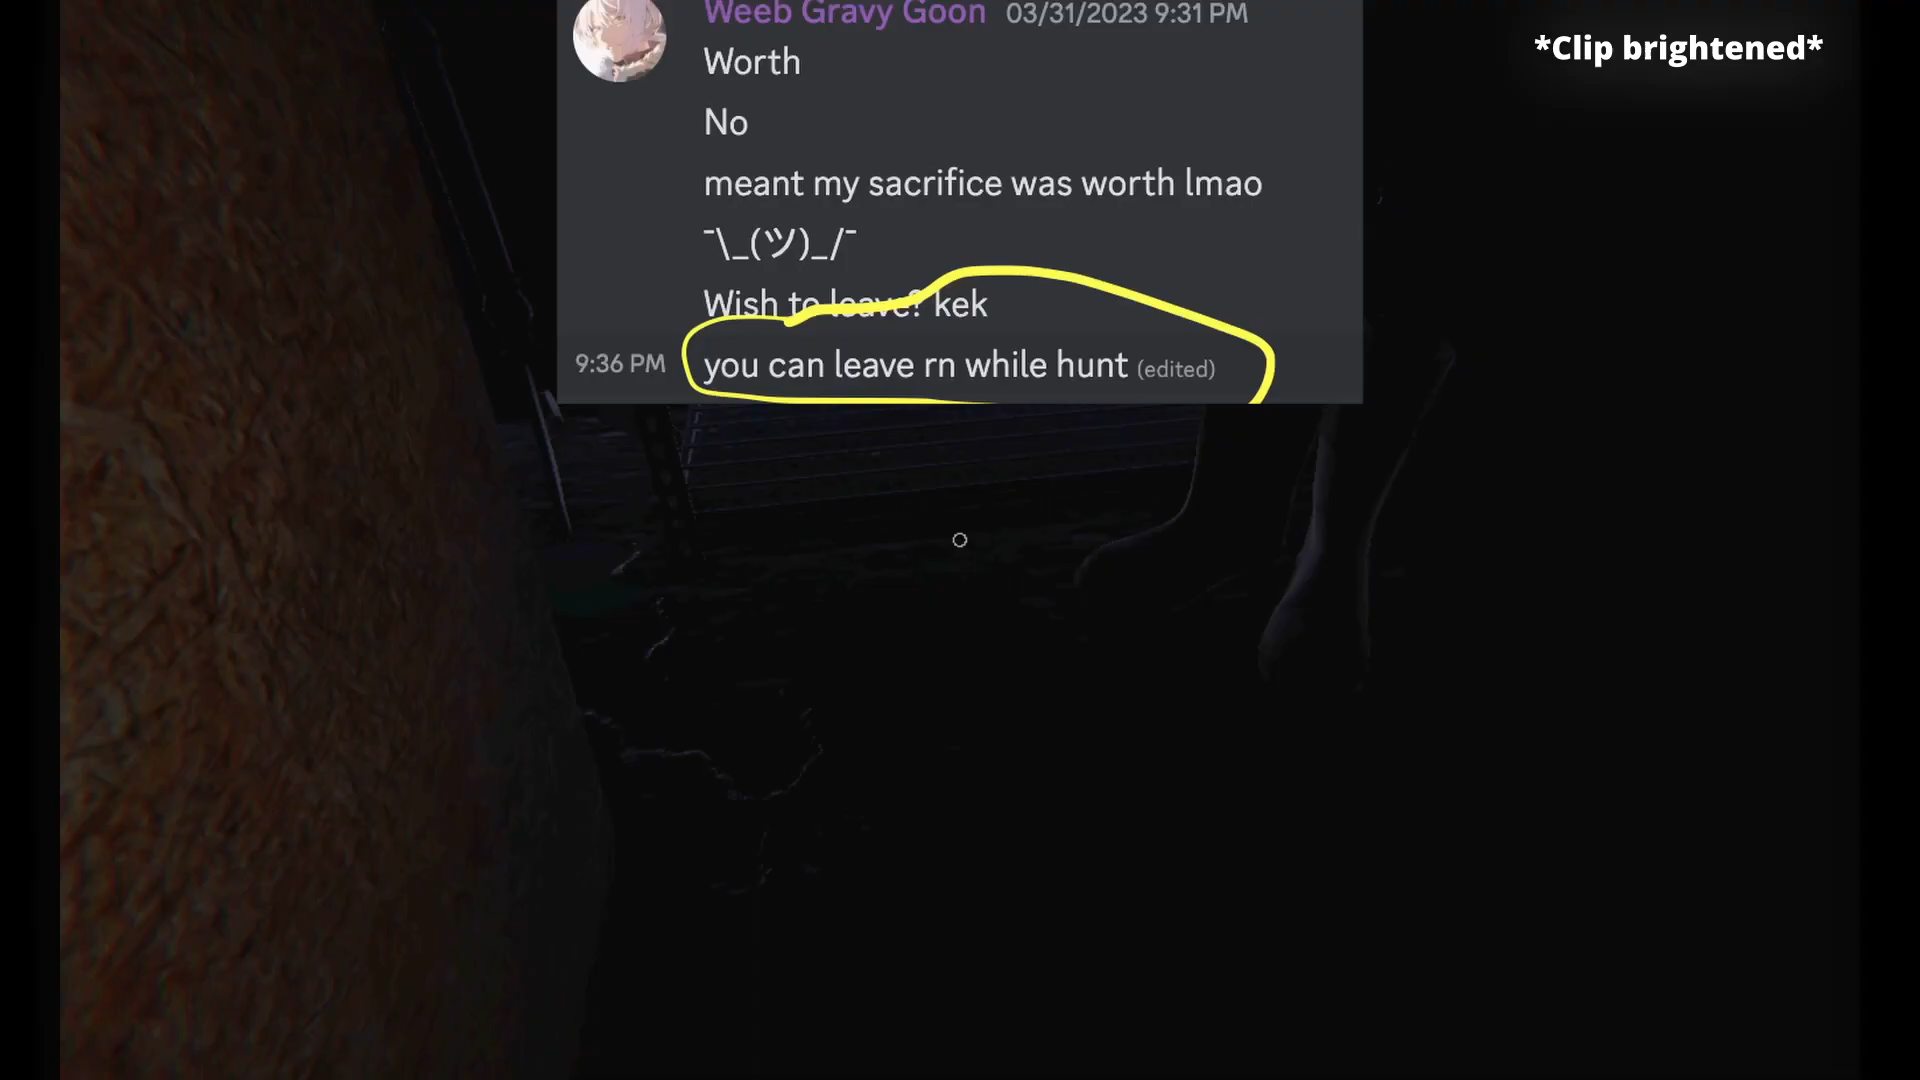 Weeb Gravy Goon 03/31/2023 9:31 PM
*Clip brightened*
Worth
No
meant my sacrifice was worth lmao
¯\_(ツ)_/¯
Wish to leave? kek
9:36 PM you can leave rn while hunt (edited)